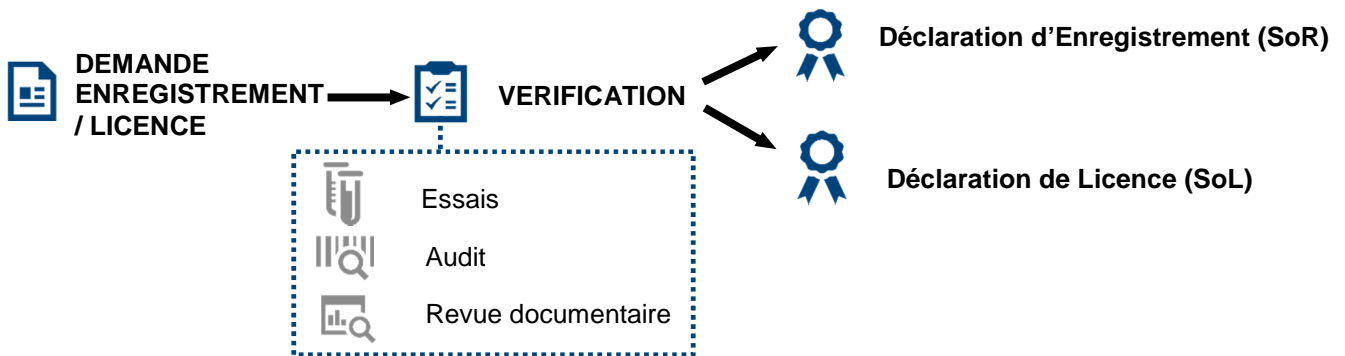 DEMANDE
ENREGISTREMENT
/ LICENCE
VERIFICATION
Essais
Audit
Revue documentaire
Déclaration d’Enregistrement (SoR)
Déclaration de Licence (SoL)